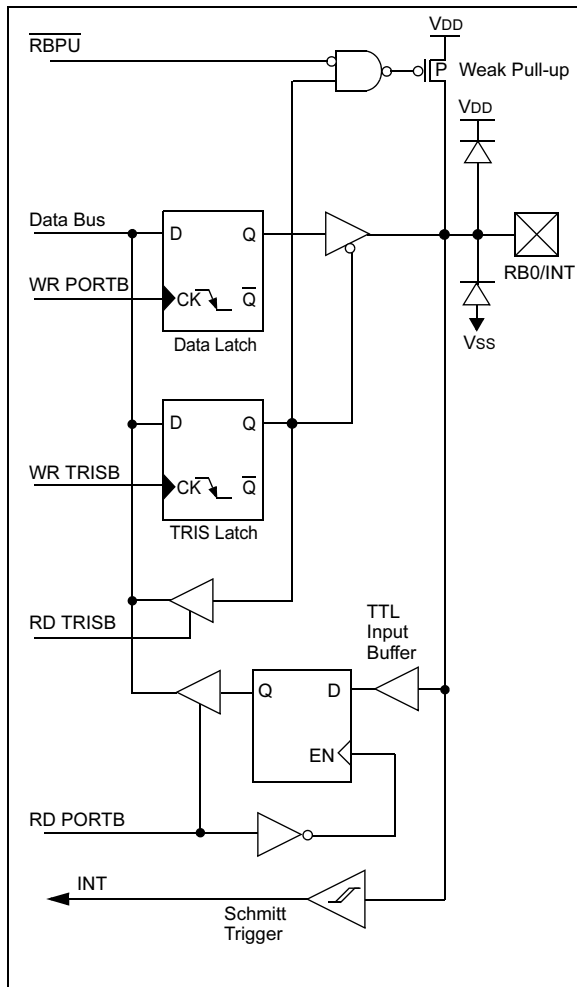 VDD
R̅B̅P̅U̅
P
Weak Pull-up
VDD
Data Bus
D
Q
RB0/INT
WR PORTB
CK
Q̅
VSS
Data Latch
D
Q
WR TRISB
CK
Q̅
TRIS Latch
RD TRISB
TTL
Input
Buffer
Q
D
EN
RD PORTB
INT
Schmitt
Trigger